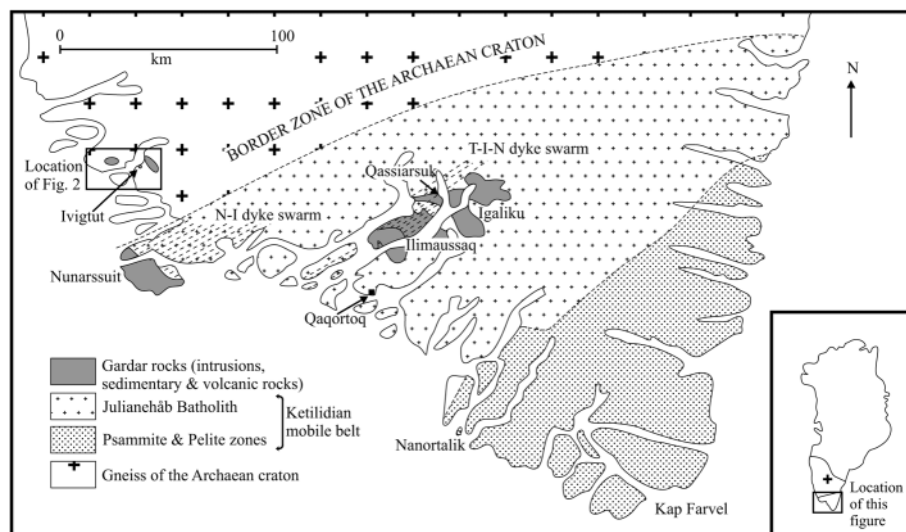 0
100
km
BORDER ZONE OF THE ARCHAEAN CRATON
N
Location
of Fig. 2
Ivigtut
T-I-N dyke swarm
Qassiarsuk
Igaliku
N-I dyke swarm
Ilimaussaq
Nunarssuit
Qaqortoq
Gardar rocks (intrusions,
sedimentary & volcanic rocks)
Julianehåb Batholith
Ketilidian
mobile belt
Psammite & Pelite zones
Gneiss of the Archaean craton
Nanortalik
Kap Farvel
Location
of this
figure